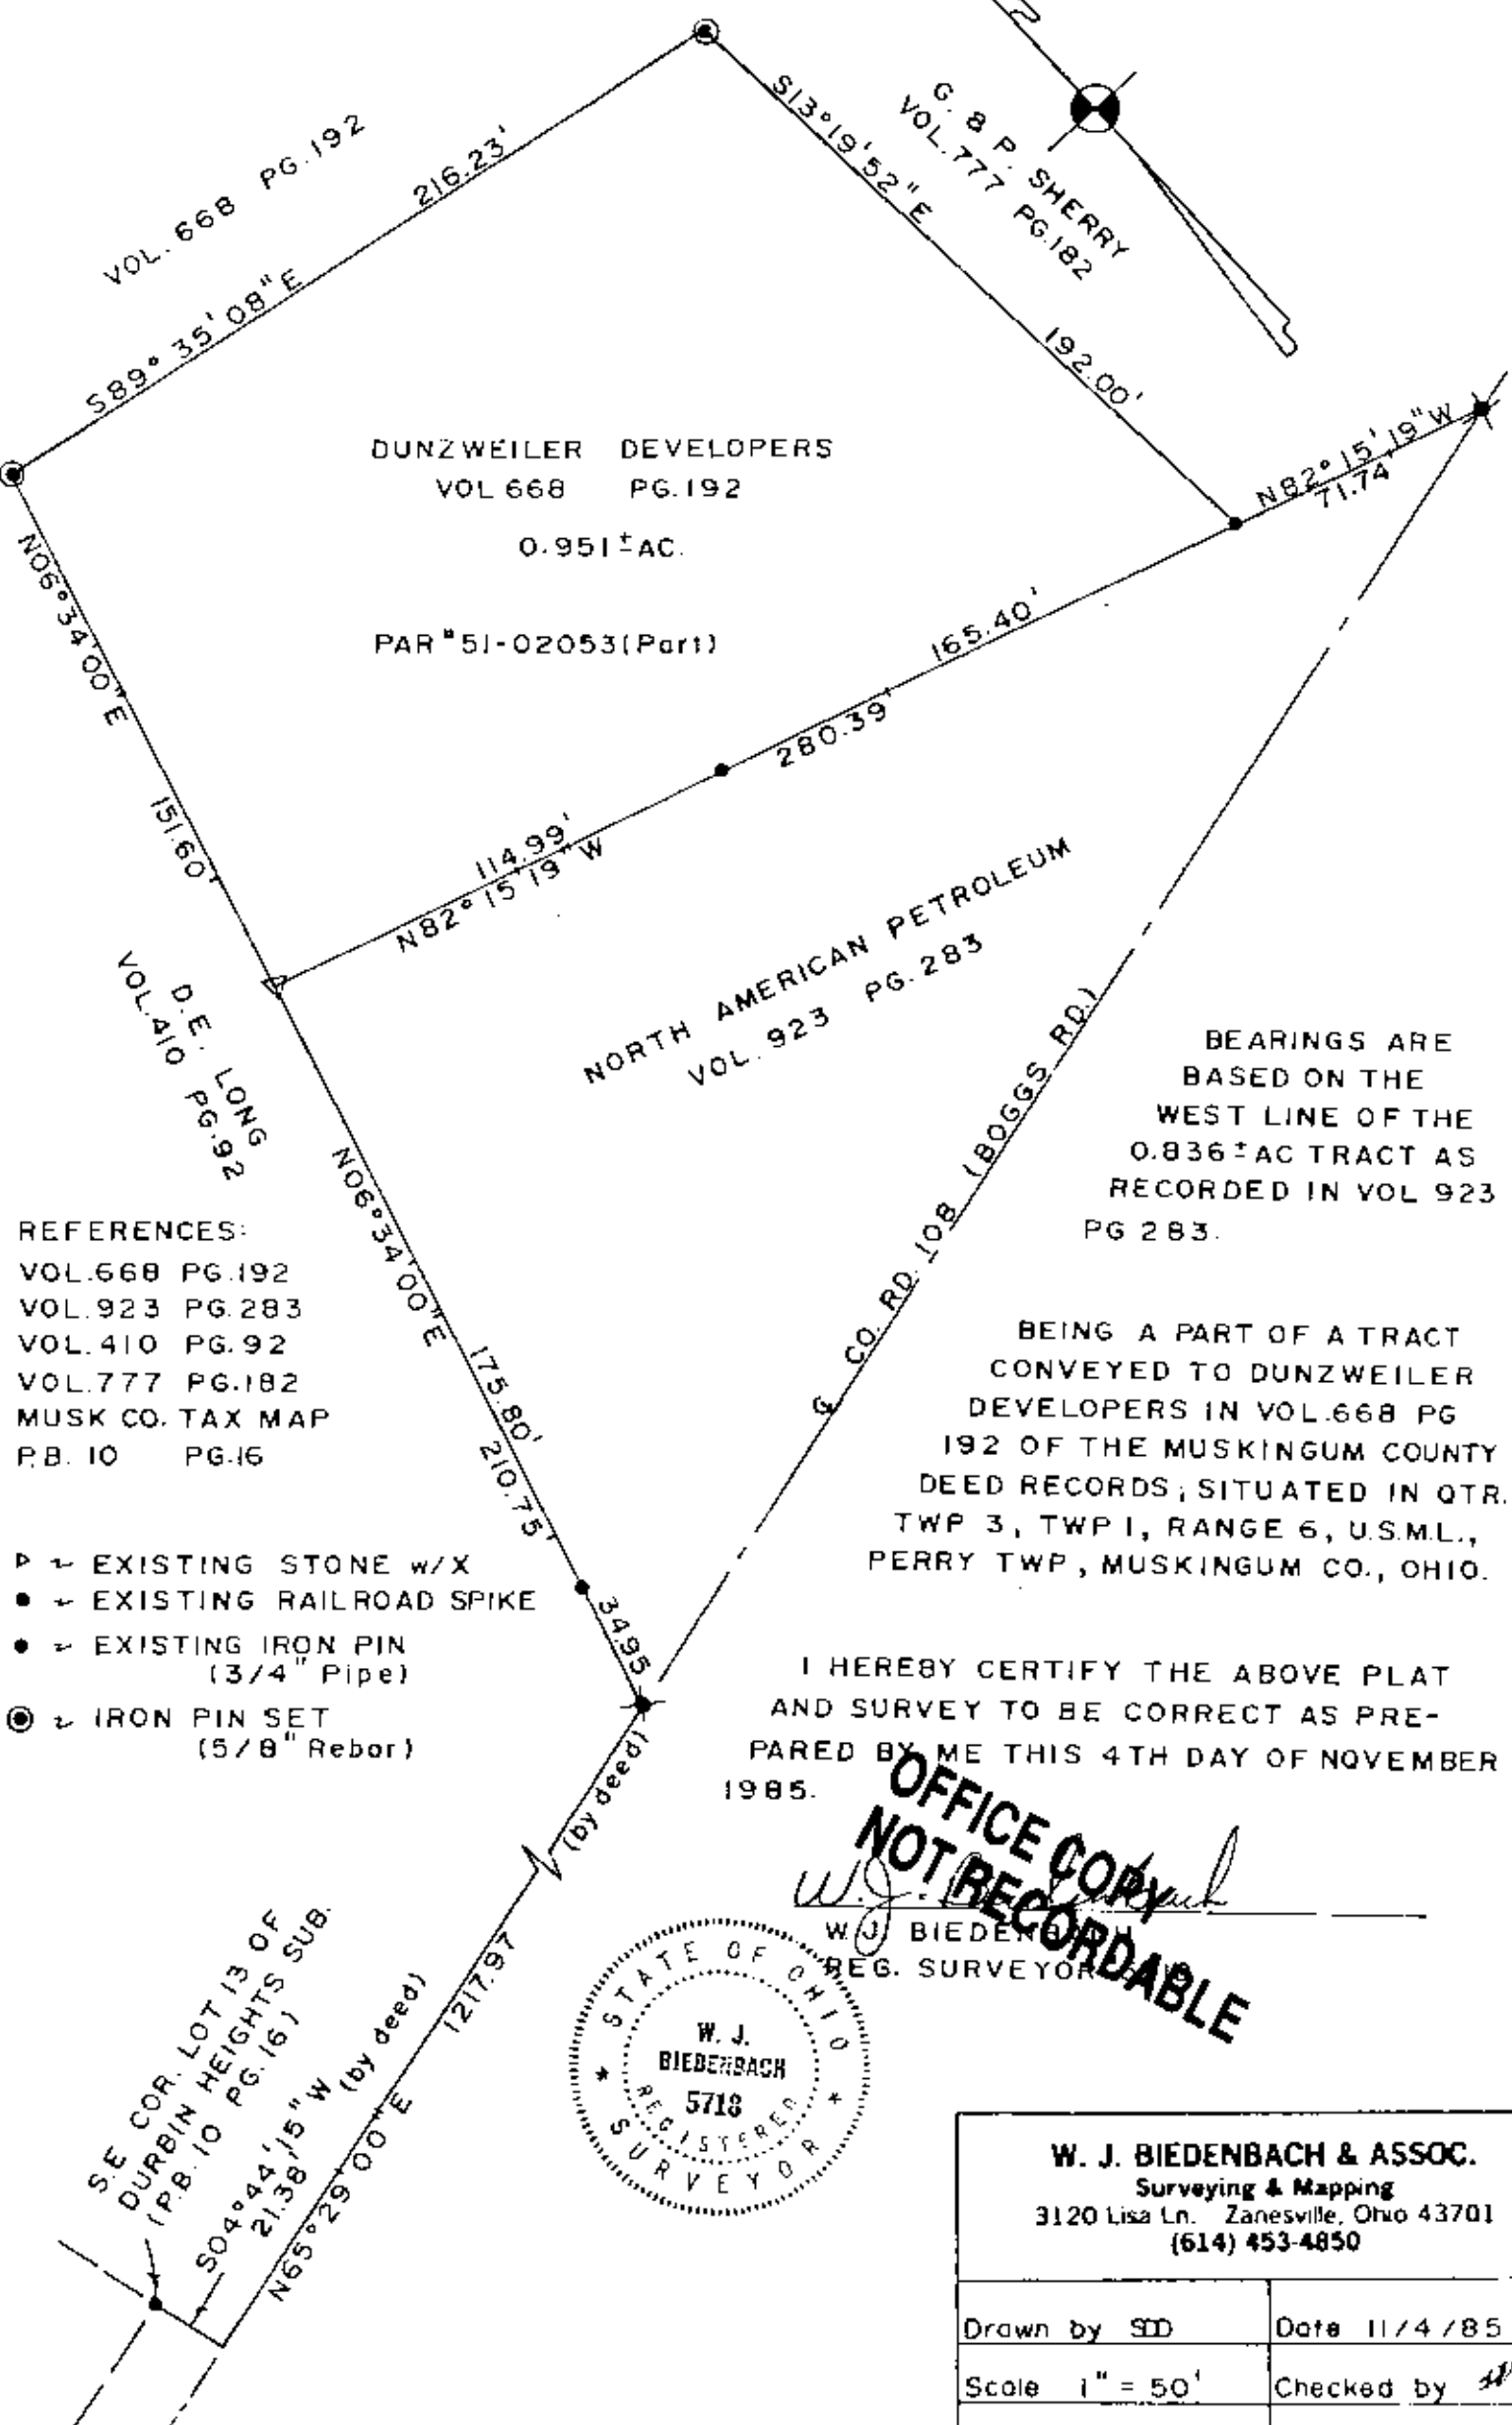 VOL. 668 PG.192
S89° 35' 08"E
216.23'
S13°19'52"E
192.00'
G. & P. SHERRY
VOL.777 PG.182
N82°15'19"W
71.74'
DUNZWEILER DEVELOPERS
VOL 668 PG.192
0.951± AC.
PAR #51-02053(Part)
N06°34'00"E
151.60'
165.40'
280.39'
114.99'
N82°15'19"W
NORTH AMERICAN PETROLEUM
VOL. 923 PG. 283
D.E. LONG
VOL.410 PG.92
N06°34'00"E
175.80'
210.75'
34.95
CO. RD. 108 (BOGGS RD.)
BEARINGS ARE
BASED ON THE
WEST LINE OF THE
0.836± AC TRACT AS
RECORDED IN VOL 923
PG 283.
REFERENCES:
VOL.668 PG.192
VOL.923 PG.283
VOL.410 PG.92
VOL.777 PG.182
MUSK CO. TAX MAP
P.B. 10 PG.16
BEING A PART OF A TRACT
CONVEYED TO DUNZWEILER
DEVELOPERS IN VOL.668 PG
192 OF THE MUSKINGUM COUNTY
DEED RECORDS; SITUATED IN QTR.
TWP 3, TWP 1, RANGE 6, U.S.M.L.,
PERRY TWP, MUSKINGUM CO., OHIO.
EXISTING STONE w/X
EXISTING RAILROAD SPIKE
EXISTING IRON PIN
(3/4" Pipe)
IRON PIN SET
(5/8" Rebar)
I HEREBY CERTIFY THE ABOVE PLAT
AND SURVEY TO BE CORRECT AS PRE-
PARED BY ME THIS 4TH DAY OF NOVEMBER
1985.
OFFICE COPY
NOT RECORDABLE
W.J. BIEDENBACH
REG. SURVEYOR
STATE OF OHIO
W. J.
BIEDENBACH
5718
REGISTERED
SURVEYOR
(by deed)
1217.97
N65°29'00"E
S04°44'15"W (by deed)
21.38'
S.E. COR. LOT 13 OF
DURBIN HEIGHTS SUB.
(P.B. 10 PG. 16)
W. J. BIEDENBACH & ASSOC.
Surveying & Mapping
3120 Lisa Ln. Zanesville, Ohio 43701
(614) 453-4850
Drawn by SDD
Date 11/4/85
Scale 1" = 50'
Checked by